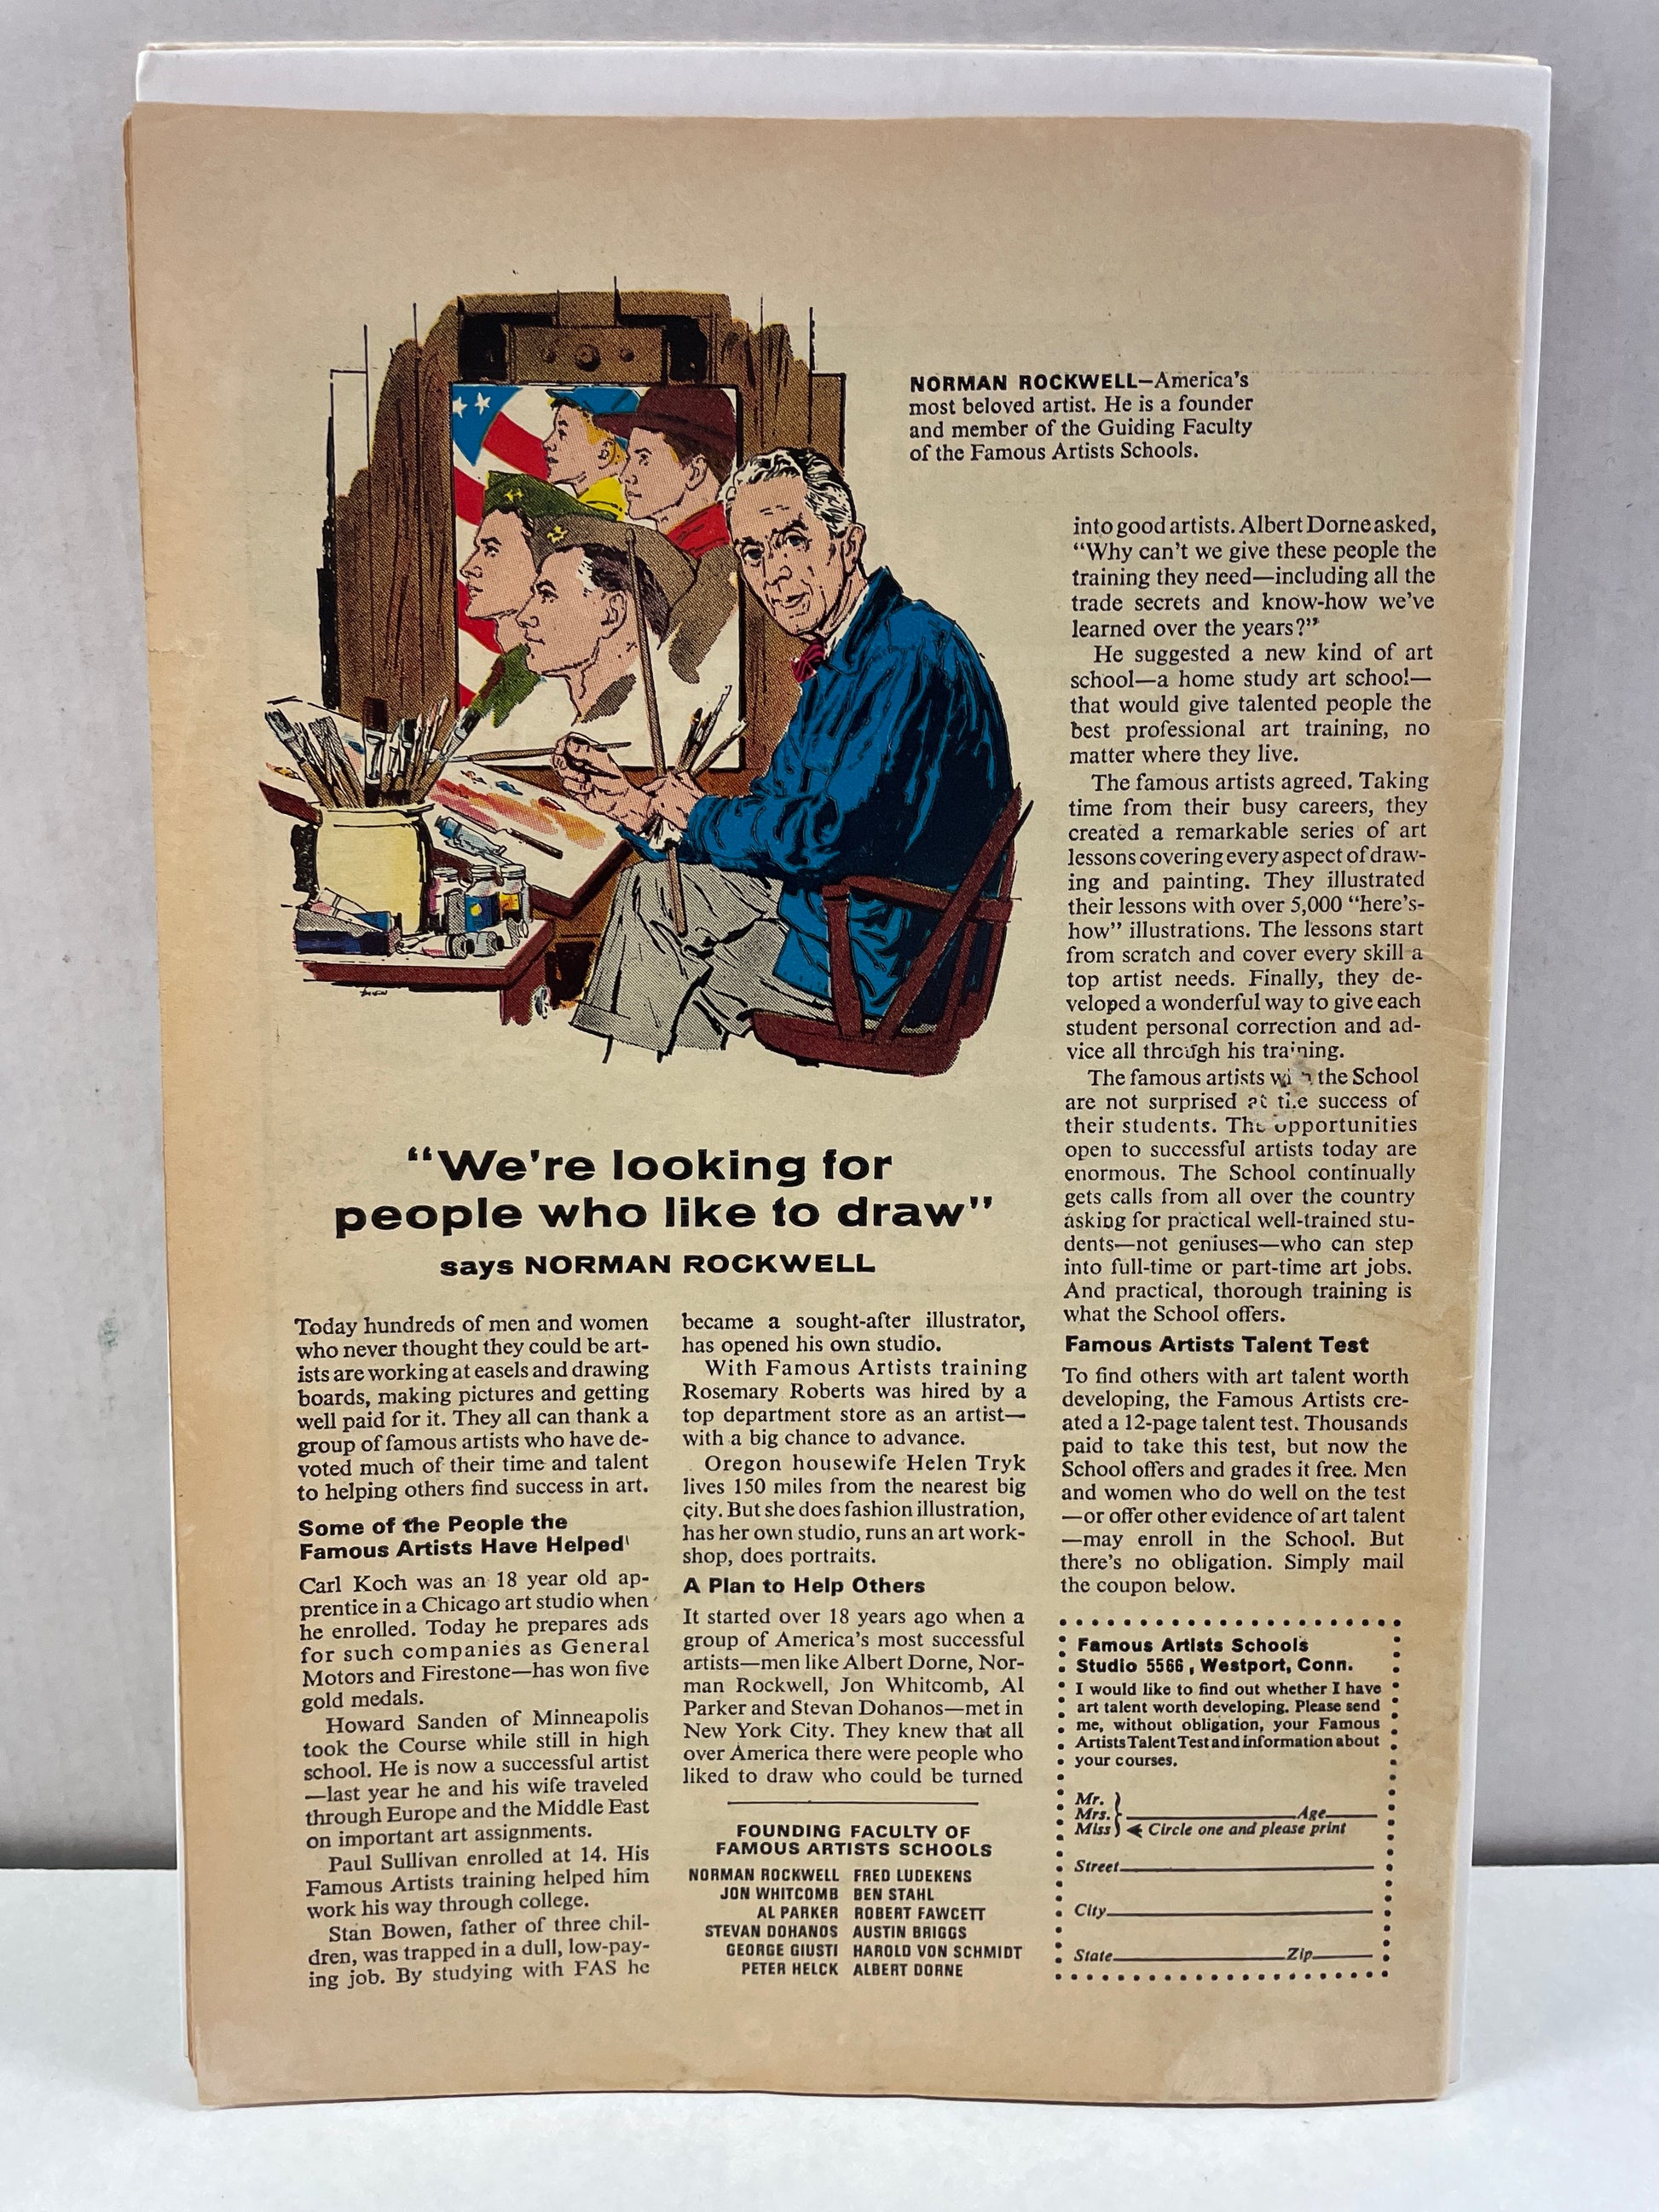 NORMAN ROCKWELL—America's
most beloved artist. He is a founder
and member of the Guiding Faculty
of the Famous Artists Schools.
"We're looking for
people who like to draw"
says NORMAN ROCKWELL
Today hundreds of men and women
who never thought they could be art-
ists are working at easels and drawing
boards, making pictures and getting
well paid for it. They all can thank a
group of famous artists who have de-
voted much of their time and talent
to helping others find success in art.
Some of the People the
Famous Artists Have Helped
Carl Koch was an 18 year old ap-
prentice in a Chicago art studio when
he enrolled. Today he prepares ads
for such companies as General
Motors and Firestone—has won five
gold medals.
Howard Sanden of Minneapolis
took the Course while still in high
school. He is now a successful artist
—last year he and his wife traveled
through Europe and the Middle East
on important art assignments.
Paul Sullivan enrolled at 14. His
Famous Artists training helped him
work his way through college.
Stan Bowen, father of three chil-
dren, was trapped in a dull, low-pay-
ing job. By studying with FAS he
became a sought-after illustrator,
has opened his own studio.
With Famous Artists training
Rosemary Roberts was hired by a
top department store as an artist—
with a big chance to advance.
Oregon housewife Helen Tryk
lives 150 miles from the nearest big
city. But she does fashion illustration,
has her own studio, runs an art work-
shop, does portraits.
A Plan to Help Others
It started over 18 years ago when a
group of America's most successful
artists—men like Albert Dorne, Nor-
man Rockwell, Jon Whitcomb, Al
Parker and Stevan Dohanos—met in
New York City. They knew that all
over America there were people who
liked to draw who could be turned
FOUNDING FACULTY OF
FAMOUS ARTISTS SCHOOLS
NORMAN ROCKWELL FRED LUDEKENS
JON WHITCOMB BEN STAHL
AL PARKER ROBERT FAWCETT
STEVAN DOHANOS AUSTIN BRIGGS
GEORGE GIUSTI HAROLD VON SCHMIDT
PETER HELCK ALBERT DORNE
into good artists. Albert Dorne asked,
"Why can't we give these people the
training they need—including all the
trade secrets and know-how we've
learned over the years?"
He suggested a new kind of art
school—a home study art school—
that would give talented people the
best professional art training, no
matter where they live.
The famous artists agreed. Taking
time from their busy careers, they
created a remarkable series of art
lessons covering every aspect of draw-
ing and painting. They illustrated
their lessons with over 5,000 "here's-
how" illustrations. The lessons start
from scratch and cover every skill a
top artist needs. Finally, they de-
veloped a wonderful way to give each
student personal correction and ad-
vice all through his training.
The famous artists with the School
are not surprised at the success of
their students. The opportunities
open to successful artists today are
enormous. The School continually
gets calls from all over the country
asking for practical well-trained stu-
dents—not geniuses—who can step
into full-time or part-time art jobs.
And practical, thorough training is
what the School offers.
Famous Artists Talent Test
To find others with art talent worth
developing, the Famous Artists cre-
ated a 12-page talent test. Thousands
paid to take this test, but now the
School offers and grades it free. Men
and women who do well on the test
—or offer other evidence of art talent
—may enroll in the School. But
there's no obligation. Simply mail
the coupon below.
Famous Artists Schools
Studio 5566, Westport, Conn.
I would like to find out whether I have
art talent worth developing. Please send
me, without obligation, your Famous
Artists Talent Test and information about
your courses.
Mr.
Mrs. Age
Miss Circle one and please print
Street
City
State Zip